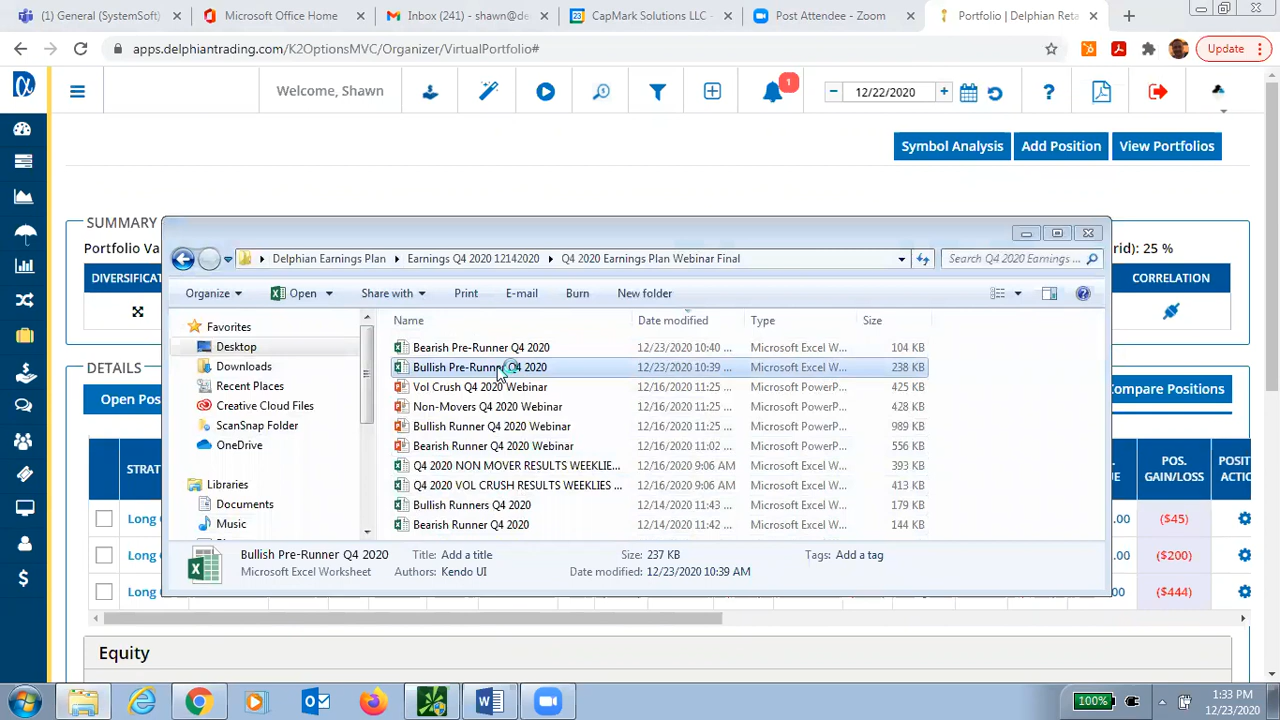 General (SystemSoft)
Microsoft Office Home
Inbox (241) - shawn@de
CapMark Solutions LLC -
Post Attendee - Zoom
Portfolio | Delphian Reta
apps.delphiantrading.com/K2OptionsMVC/Organizer/VirtualPortfolio#
Update
Welcome, Shawn
1
12/22/2020
Symbol Analysis
Add Position
View Portfolios
SUMMARY
Portfolio Va
rid): 25 %
DIVERSIFICA
CORRELATION
Delphian Earnings Plan
Earnings Q4 2020 12142020
Q4 2020 Earnings Plan Webinar Final
Search Q4 2020 Earnings ...
Organize
Open
Share with
Print
E-mail
Burn
New folder
Name
Date modified
Type
Size
Favorites
Desktop
Downloads
Recent Places
Creative Cloud Files
ScanSnap Folder
OneDrive
Libraries
Documents
Music
Bearish Pre-Runner Q4 2020 12/23/2020 10:40 ... Microsoft Excel W... 104 KB
Bullish Pre-Runner Q4 2020 12/23/2020 10:39 ... Microsoft Excel W... 238 KB
Vol Crush Q4 2020 Webinar 12/16/2020 11:25 ... Microsoft PowerP... 425 KB
Non-Movers Q4 2020 Webinar 12/16/2020 11:25 ... Microsoft PowerP... 428 KB
Bullish Runner Q4 2020 Webinar 12/16/2020 11:25 ... Microsoft PowerP... 989 KB
Bearish Runner Q4 2020 Webinar 12/16/2020 11:02 ... Microsoft PowerP... 556 KB
Q4 2020 NON MOVER RESULTS WEEKLIE... 12/16/2020 9:06 AM Microsoft Excel W... 393 KB
Q4 2020 VOL CRUSH RESULTS WEEKLIES ... 12/16/2020 9:06 AM Microsoft Excel W... 413 KB
Bullish Runners Q4 2020 12/14/2020 11:43 ... Microsoft Excel W... 179 KB
Bearish Runner Q4 2020 12/14/2020 11:42 ... Microsoft Excel W... 144 KB
Bullish Pre-Runner Q4 2020
Microsoft Excel Worksheet
Title: Add a title
Authors: Kendo UI
Size: 237 KB
Date modified: 12/23/2020 10:39 AM
Tags: Add a tag
DETAILS
Open Pos
Compare Positions
STRAT
POS.
GAIN/LOSS
POSIT
ACTIO
Long
.00 ($45)
Long
.00 ($200)
Long
.00 ($444)
Equity
100%
1:33 PM
12/23/2020